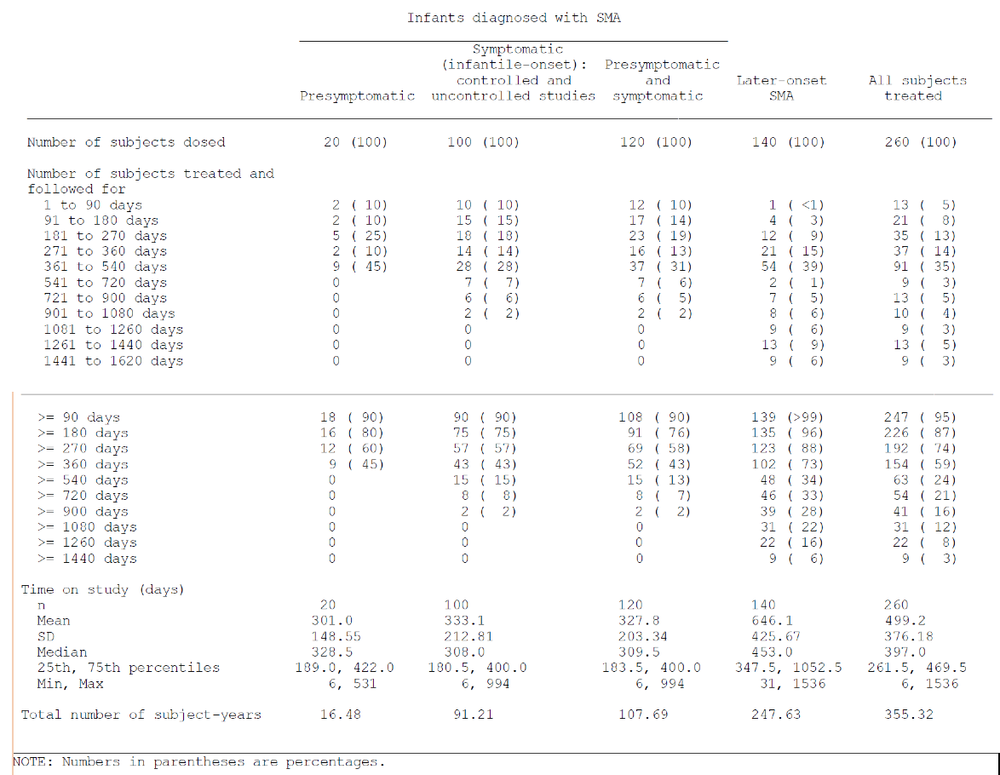 Infants diagnosed with SMA
Symptomatic
(infantile-onset): Presymptomatic
controlled and and Later-onset All subjects
Presymptomatic uncontrolled studies symptomatic SMA treated
Number of subjects dosed 20 (100) 100 (100) 120 (100) 140 (100) 260 (100)
Number of subjects treated and
followed for
1 to 90 days 2 ( 10) 10 ( 10) 12 ( 10) 1 ( <1) 13 ( 5)
91 to 180 days 2 ( 10) 15 ( 15) 17 ( 14) 4 ( 3) 21 ( 8)
181 to 270 days 5 ( 25) 18 ( 18) 23 ( 19) 12 ( 9) 35 ( 13)
271 to 360 days 2 ( 10) 14 ( 14) 16 ( 13) 21 ( 15) 37 ( 14)
361 to 540 days 9 ( 45) 28 ( 28) 37 ( 31) 54 ( 39) 91 ( 35)
541 to 720 days 0 7 ( 7) 7 ( 6) 2 ( 1) 9 ( 3)
721 to 900 days 0 6 ( 6) 6 ( 5) 7 ( 5) 13 ( 5)
901 to 1080 days 0 2 ( 2) 2 ( 2) 8 ( 6) 10 ( 4)
1081 to 1260 days 0 0 0 9 ( 6) 9 ( 3)
1261 to 1440 days 0 0 0 13 ( 9) 13 ( 5)
1441 to 1620 days 0 0 0 9 ( 6) 9 ( 3)
>= 90 days 18 ( 90) 90 ( 90) 108 ( 90) 139 (>99) 247 ( 95)
>= 180 days 16 ( 80) 75 ( 75) 91 ( 76) 135 ( 96) 226 ( 87)
>= 270 days 12 ( 60) 57 ( 57) 69 ( 58) 123 ( 88) 192 ( 74)
>= 360 days 9 ( 45) 43 ( 43) 52 ( 43) 102 ( 73) 154 ( 59)
>= 540 days 0 15 ( 15) 15 ( 13) 48 ( 34) 63 ( 24)
>= 720 days 0 8 ( 8) 8 ( 7) 46 ( 33) 54 ( 21)
>= 900 days 0 2 ( 2) 2 ( 2) 39 ( 28) 41 ( 16)
>= 1080 days 0 0 0 31 ( 22) 31 ( 12)
>= 1260 days 0 0 0 22 ( 16) 22 ( 8)
>= 1440 days 0 0 0 9 ( 6) 9 ( 3)
Time on study (days)
n 20 100 120 140 260
Mean 301.0 333.1 327.8 646.1 499.2
SD 148.55 212.81 203.34 425.67 376.18
Median 328.5 308.0 309.5 453.0 397.0
25th, 75th percentiles 189.0, 422.0 180.5, 400.0 183.5, 400.0 347.5, 1052.5 261.5, 469.5
Min, Max 6, 531 6, 994 6, 994 31, 1536 6, 1536
Total number of subject-years 16.48 91.21 107.69 247.63 355.32
NOTE: Numbers in parentheses are percentages.